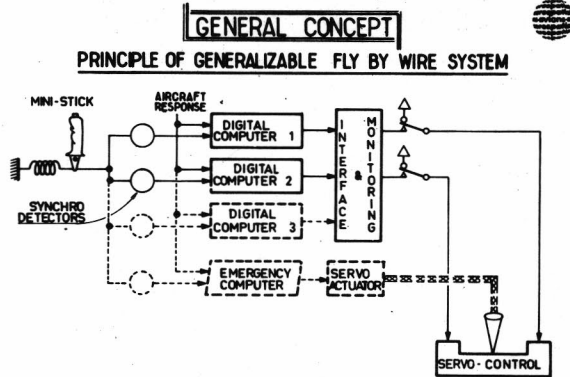 GENERAL CONCEPT
PRINCIPLE OF GENERALIZABLE FLY BY WIRE SYSTEM
MINI-STICK
AIRCRAFT
RESPONSE
DIGITAL
COMPUTER 1
DIGITAL
COMPUTER 2
DIGITAL
COMPUTER 3
EMERGENCY
COMPUTER
SERVO
ACTUATOR
INTERFACE
&
MONITORING
SYNCHRO
DETECTORS
SERVO-CONTROL